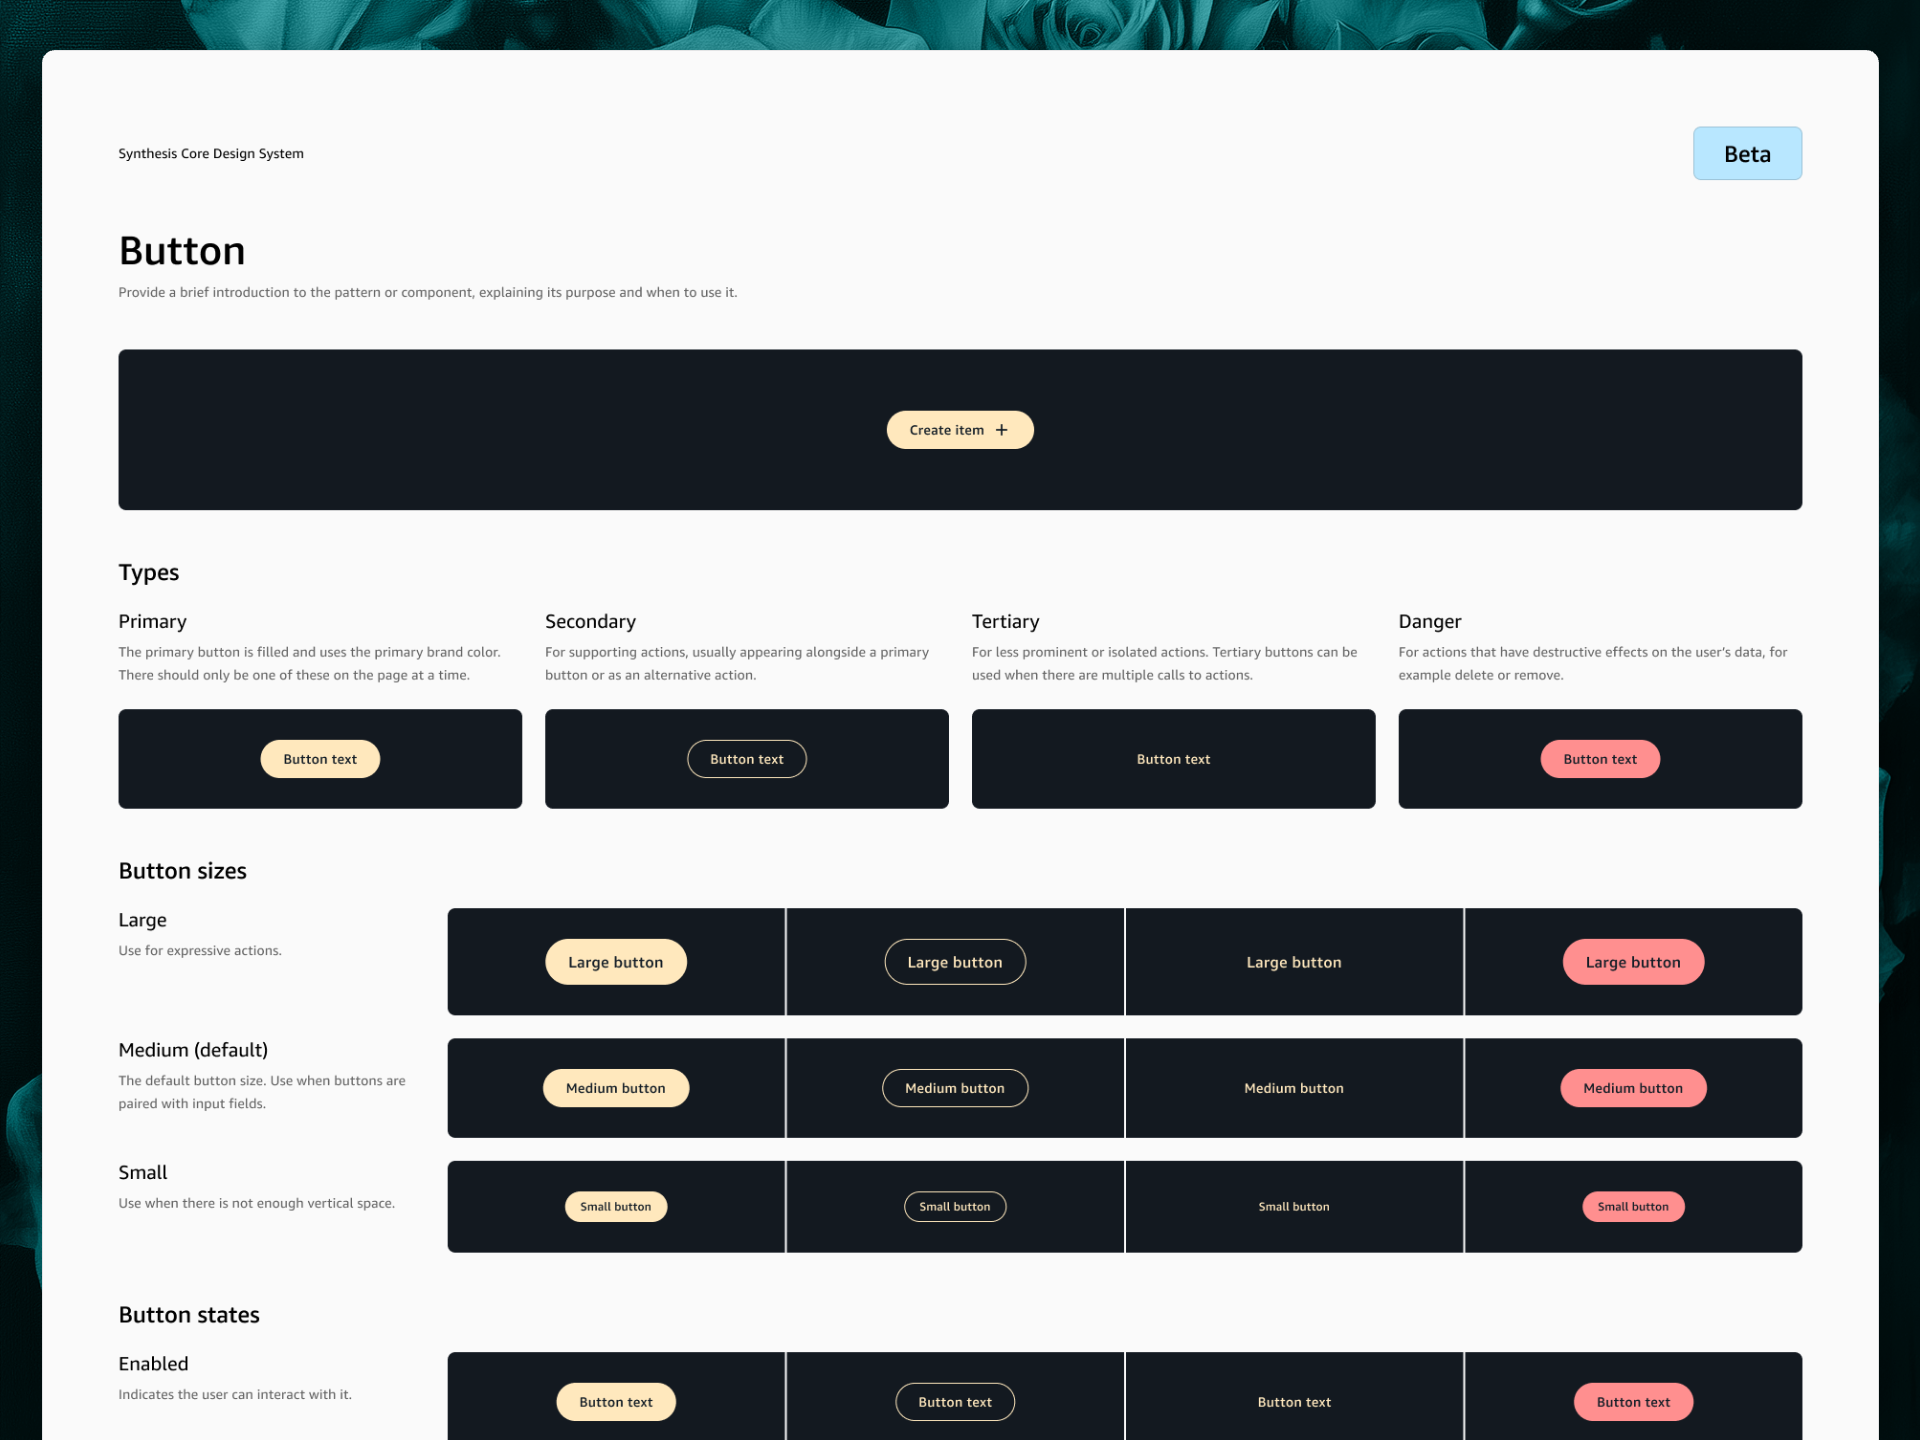 Synthesis Core Design System
Beta
Button
Provide a brief introduction to the pattern or component, explaining its purpose and when to use it.
Create item
Types
Primary
The primary button is filled and uses the primary brand color.
There should only be one of these on the page at a time.
Button text
Secondary
For supporting actions, usually appearing alongside a primary
button or as an alternative action.
Button text
Tertiary
For less prominent or isolated actions. Tertiary buttons can be
used when there are multiple calls to actions.
Button text
Danger
For actions that have destructive effects on the user’s data, for
example delete or remove.
Button text
Button sizes
Large
Use for expressive actions.
Large button
Large button
Large button
Large button
Medium (default)
The default button size. Use when buttons are
paired with input fields.
Medium button
Medium button
Medium button
Medium button
Small
Use when there is not enough vertical space.
Small button
Small button
Small button
Small button
Button states
Enabled
Indicates the user can interact with it.
Button text
Button text
Button text
Button text